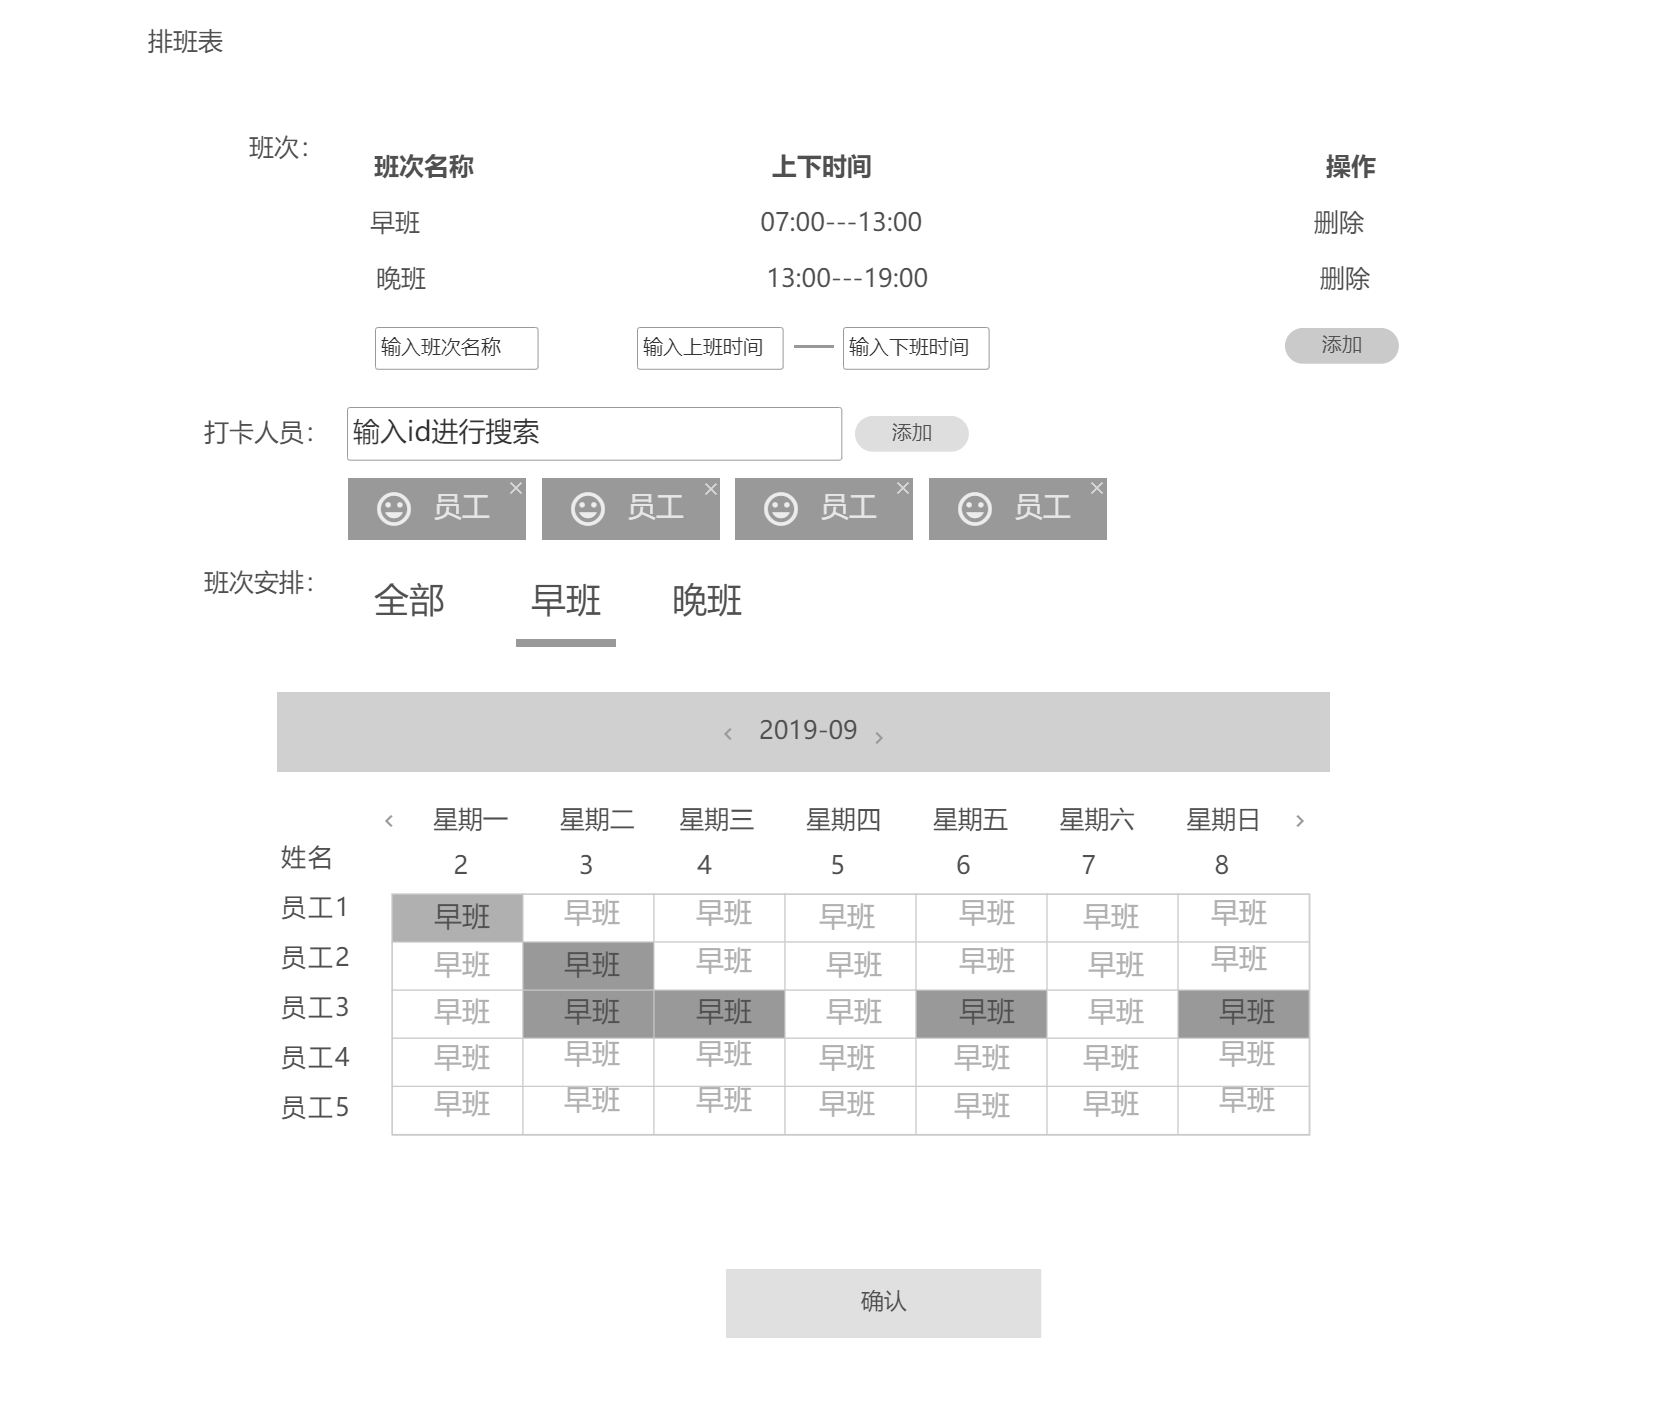 排班表
班次：
班次名称 上下时间 操作
早班 07:00---13:00 删除
晚班 13:00---19:00 删除
输入班次名称 输入上班时间 输入下班时间 添加
打卡人员： 输入id进行搜索 添加
员工 员工 员工 员工
班次安排： 全部 早班 晚班
2019-09
星期一 星期二 星期三 星期四 星期五 星期六 星期日
姓名 2 3 4 5 6 7 8
员工1 早班 早班 早班 早班 早班 早班 早班
员工2 早班 早班 早班 早班 早班 早班 早班
员工3 早班 早班 早班 早班 早班 早班 早班
员工4 早班 早班 早班 早班 早班 早班 早班
员工5 早班 早班 早班 早班 早班 早班 早班
确认